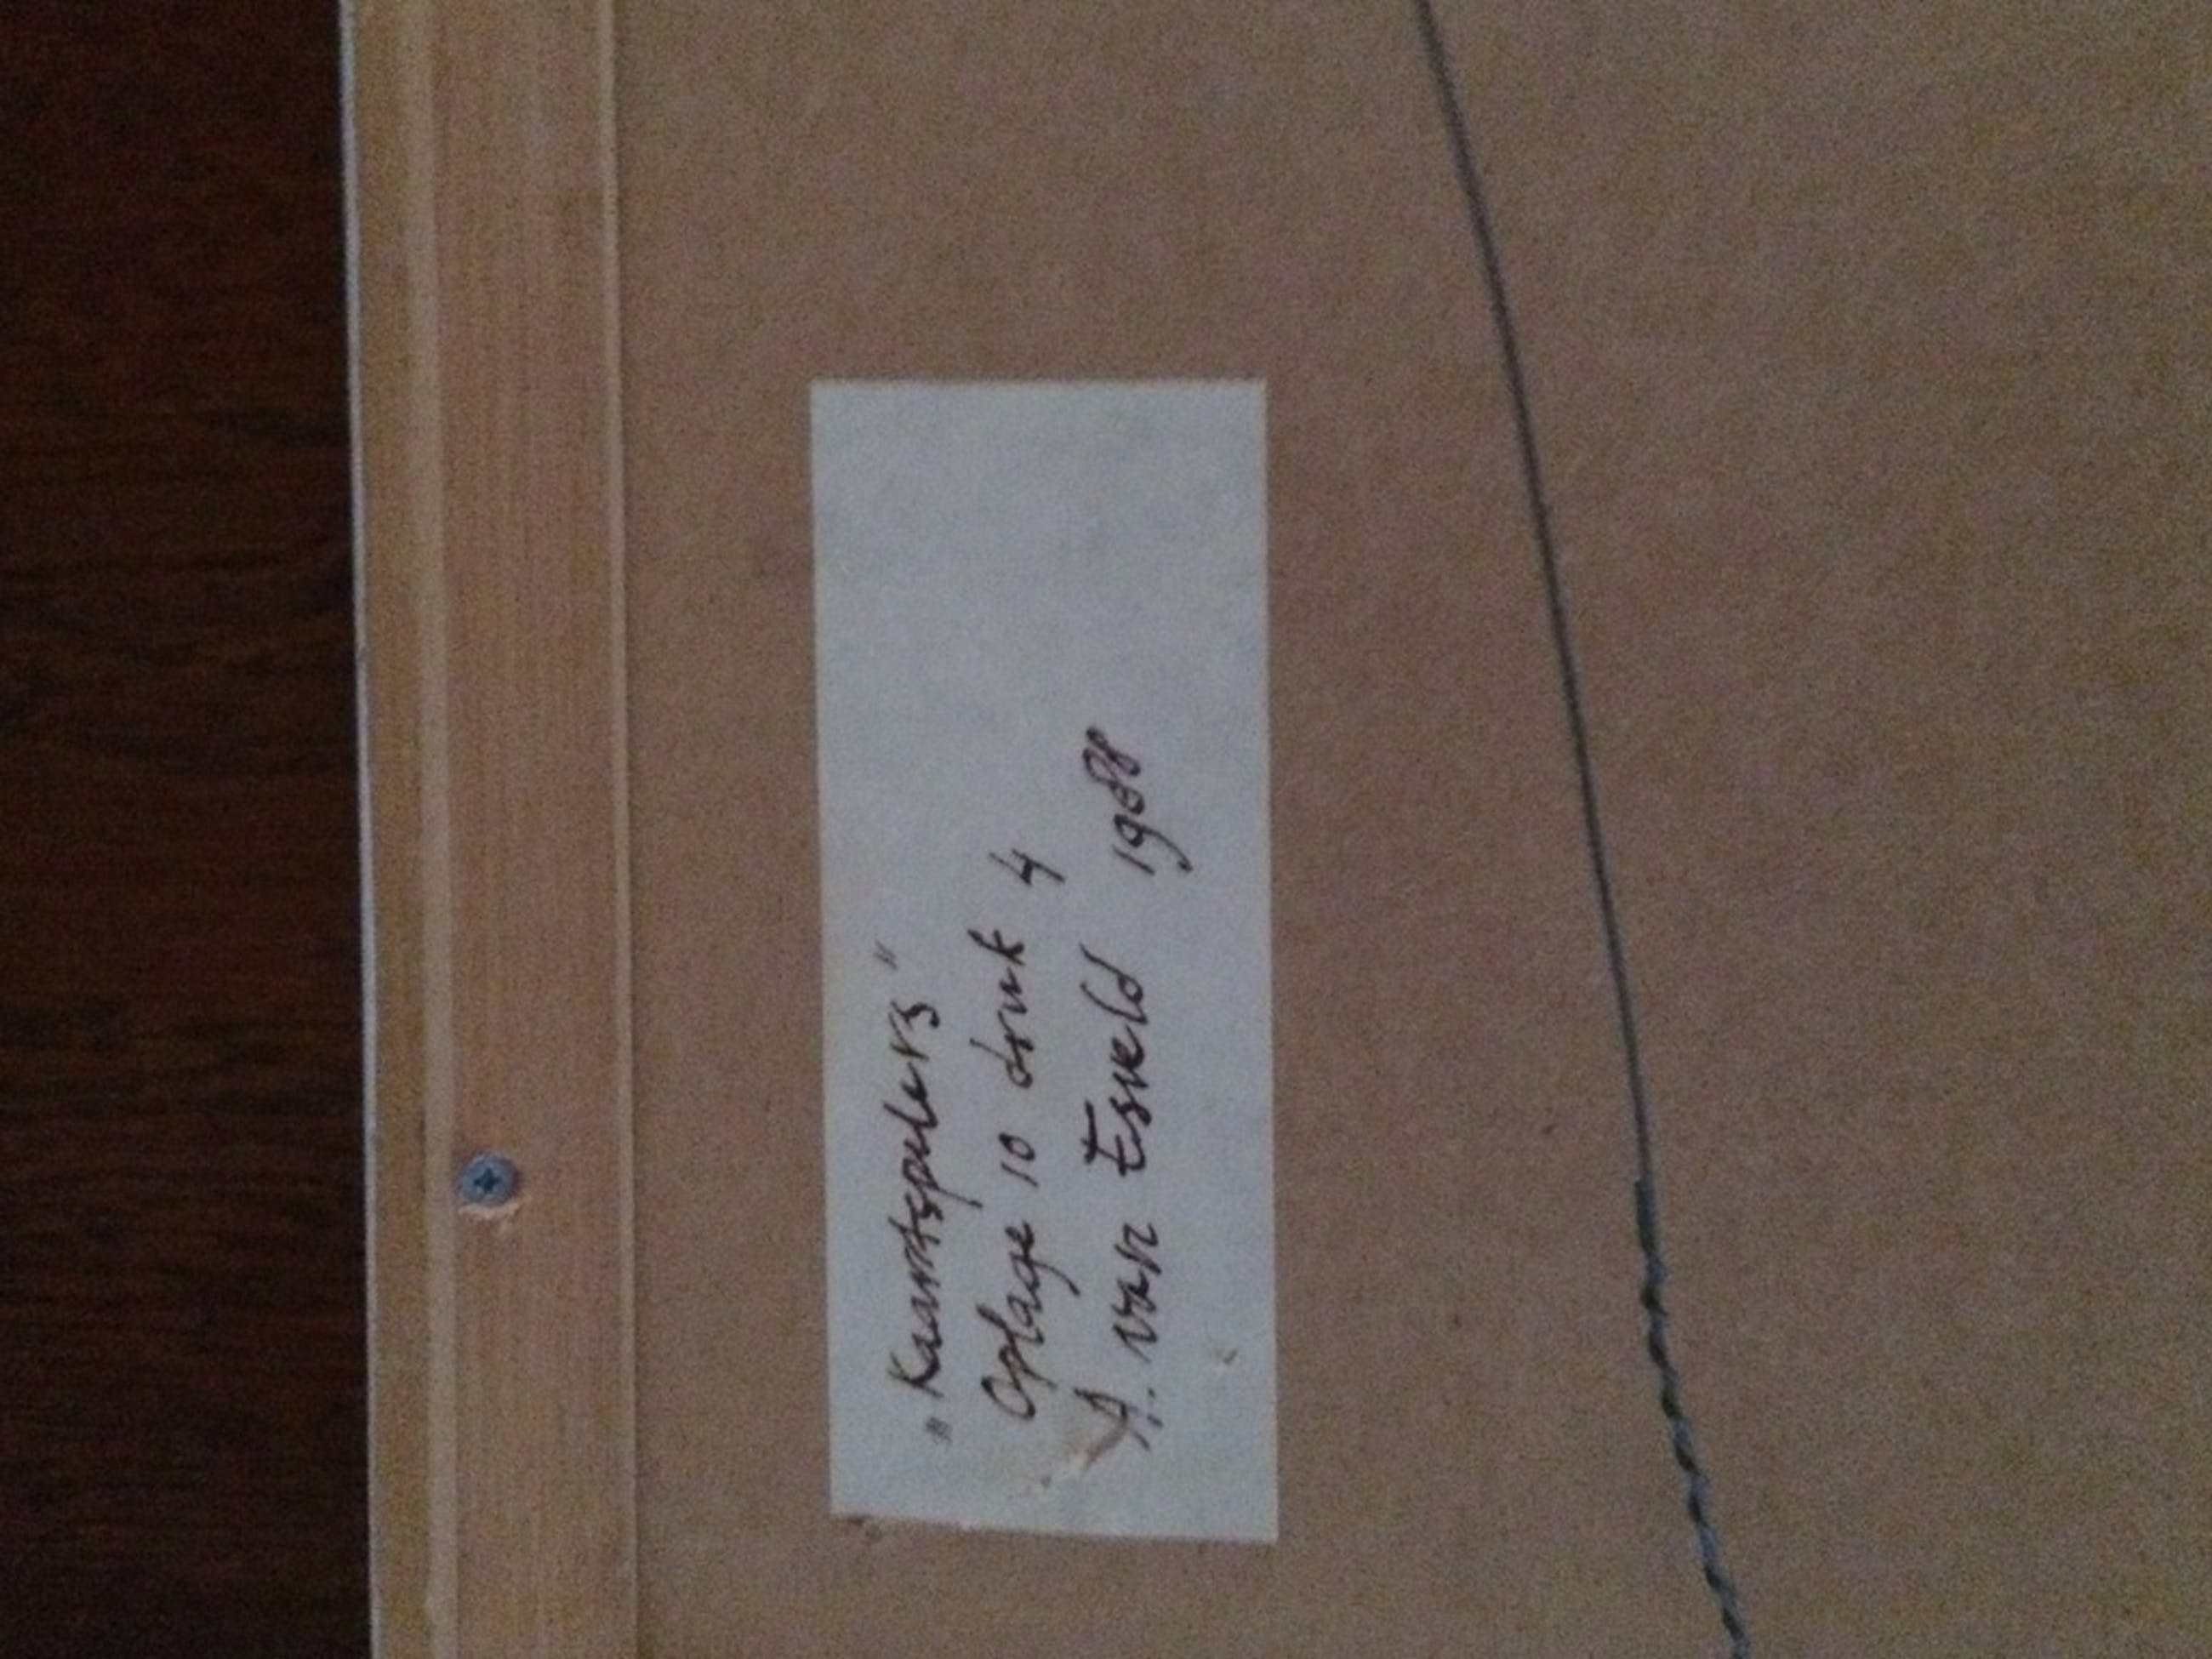 „Kaartspelers"
Oplage 10 druk 4
A. van Esveld 1988